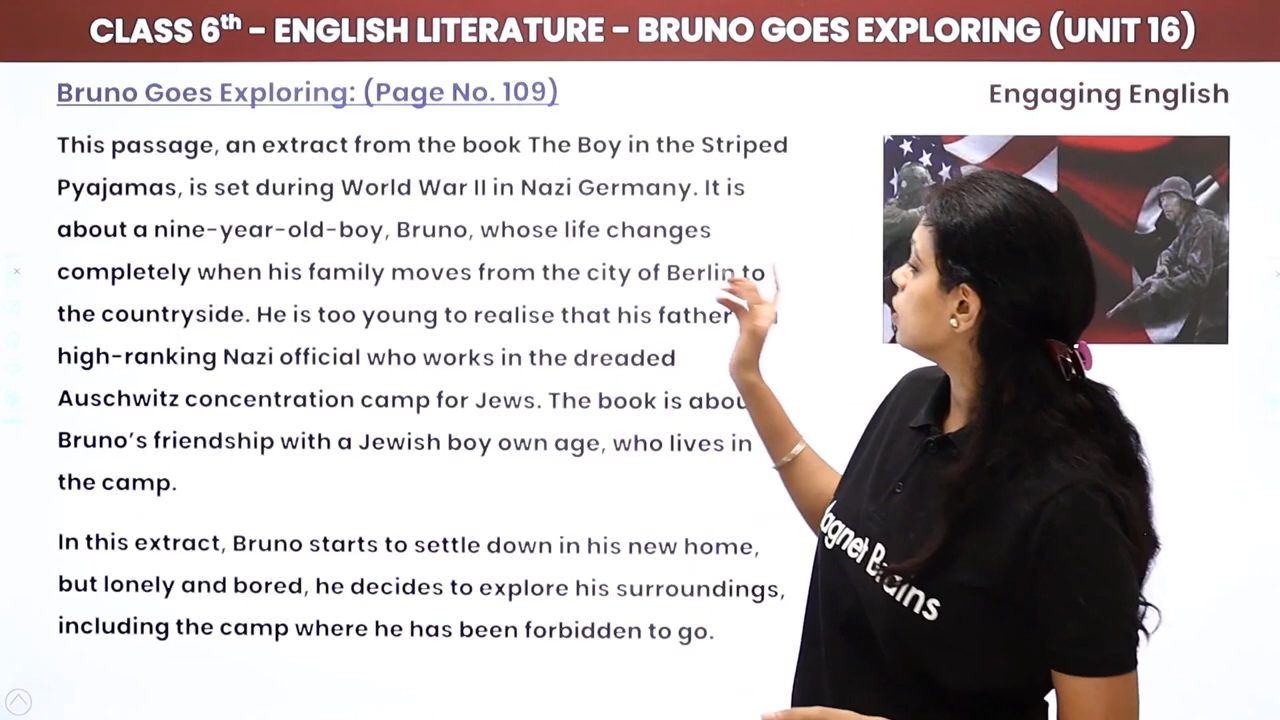 CLASS 6th – ENGLISH LITERATURE – BRUNO GOES EXPLORING (UNIT 16)
Bruno Goes Exploring: (Page No. 109)
Engaging English
This passage, an extract from the book The Boy in the Striped
Pyajamas, is set during World War II in Nazi Germany. It is
about a nine-year-old-boy, Bruno, whose life changes
completely when his family moves from the city of Berlin to
the countryside. He is too young to realise that his father
high-ranking Nazi official who works in the dreaded
Auschwitz concentration camp for Jews. The book is
Bruno's friendship with a Jewish boy own age, who lives in
the camp.
In this extract, Bruno starts to settle down in his new home,
but lonely and bored, he decides to explore his surroundings,
including the camp where he has been forbidden to go.
Brains